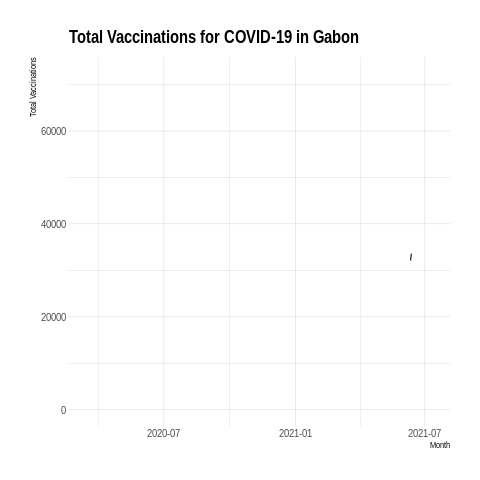 Total Vaccinations for COVID-19 in Gabon
Total Vaccinations
60000
40000
20000
0
2020-07 2021-01 2021-07
Month